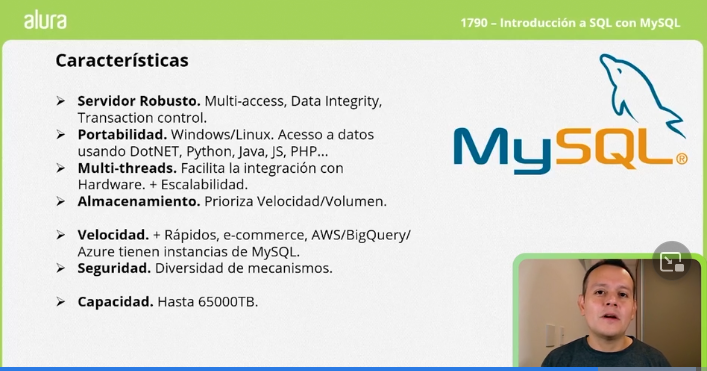 alura
1790 – Introducción a SQL con MySQL
Características
➢ Servidor Robusto. Multi-access, Data Integrity,
Transaction control.
➢ Portabilidad. Windows/Linux. Acesso a datos
usando DotNET, Python, Java, JS, PHP...
➢ Multi-threads. Facilita la integración con
Hardware. + Escalabilidad.
➢ Almacenamiento. Prioriza Velocidad/Volumen.
➢ Velocidad. + Rápidos, e-commerce, AWS/BigQuery/
Azure tienen instancias de MySQL.
➢ Seguridad. Diversidad de mecanismos.
➢ Capacidad. Hasta 65000TB.
MySQL®